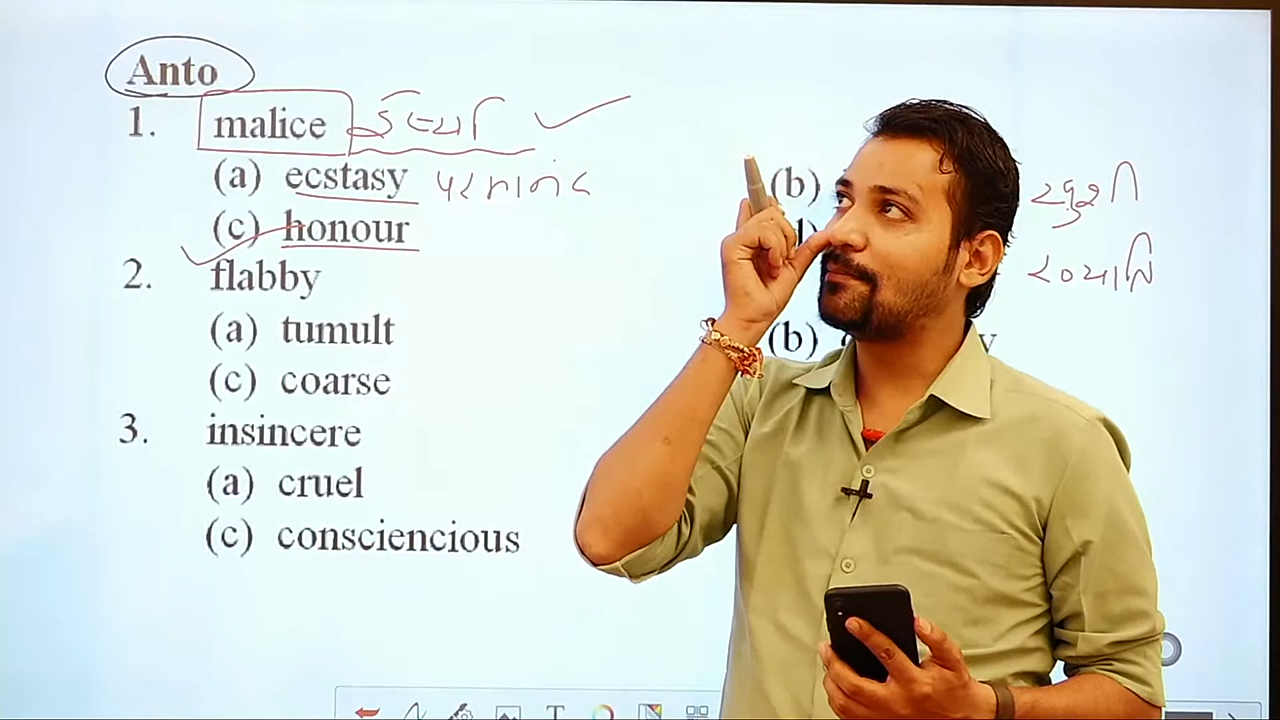 Anto
1. malice ઈર્ષ્યા
(a) ecstasy પરમાનંદ (b) સ્ફુર્તિ
(c) honour
2. flabby
(a) tumult (b)
(c) coarse
3. insincere
(a) cruel
(c) consciencious